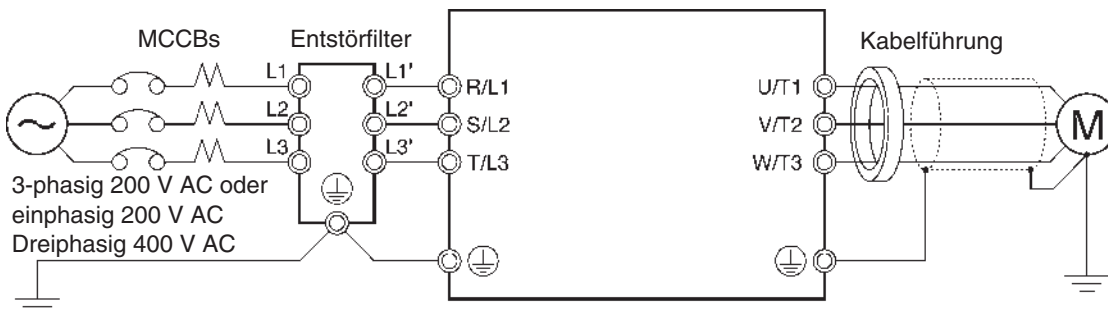 MCCBs
Entstörfilter
Kabelführung
L1
L1'
R/L1
U/T1
L2
L2'
S/L2
V/T2
M
L3
L3'
T/L3
W/T3
3-phasig 200 V AC oder
einphasig 200 V AC
Dreiphasig 400 V AC